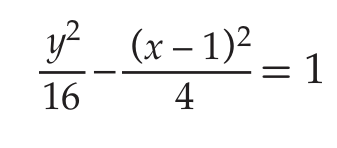 y²/16 − (x − 1)²/4 = 1